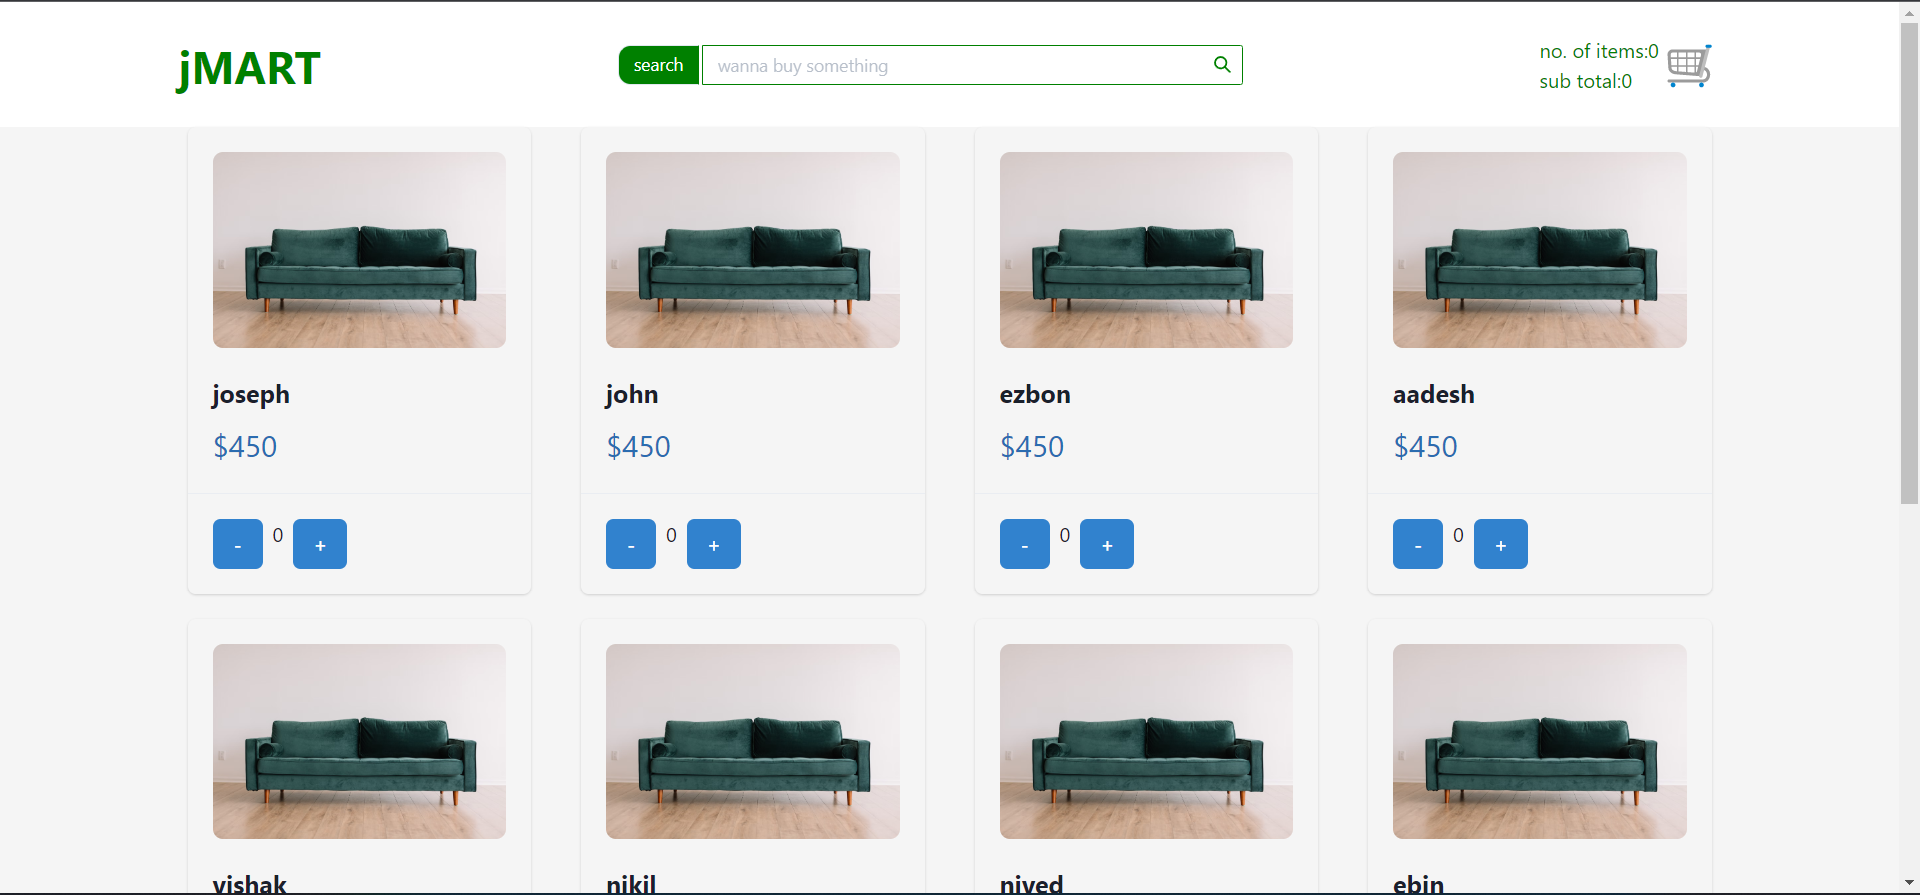 jMART
search
wanna buy something
no. of items:0
sub total:0
joseph
$450
- 0 +
john
$450
- 0 +
ezbon
$450
- 0 +
aadesh
$450
- 0 +
vishak
nikil
nived
ebin